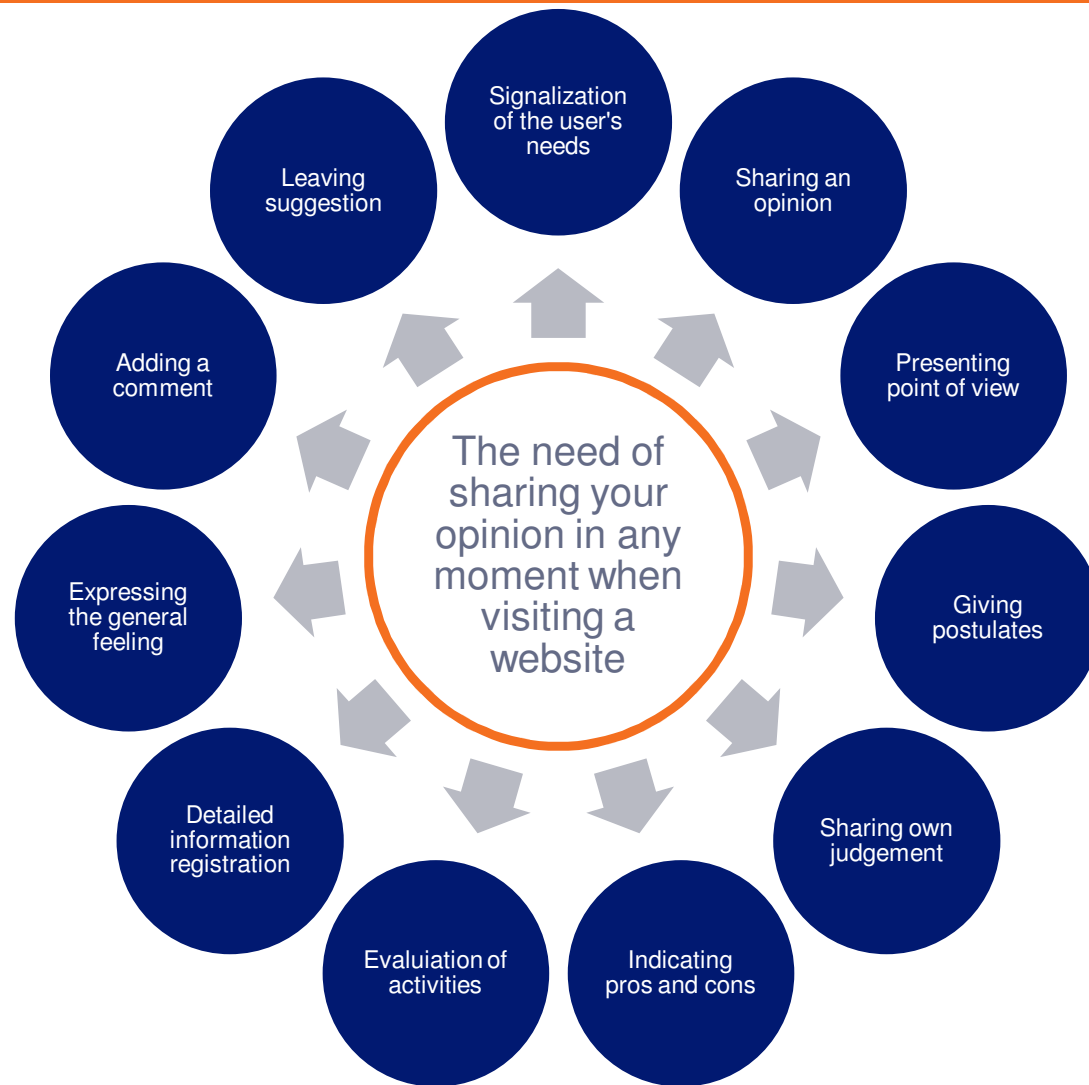 Signalization
of the user's
needs
Sharing an
opinion
Presenting
point of view
Giving
postulates
Sharing own
judgement
Indicating
pros and cons
Evaluiation of
activities
Detailed
information
registration
Expressing
the general
feeling
Adding a
comment
Leaving
suggestion
The need of
sharing your
opinion in any
moment when
visiting a
website